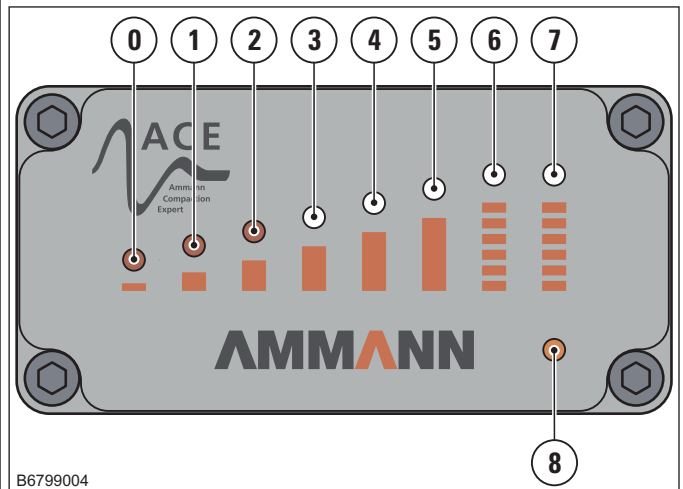 0 1 2 3 4 5 6 7
ACE
Ammann
Compaction
Expert
AMMANN
8
B6799004